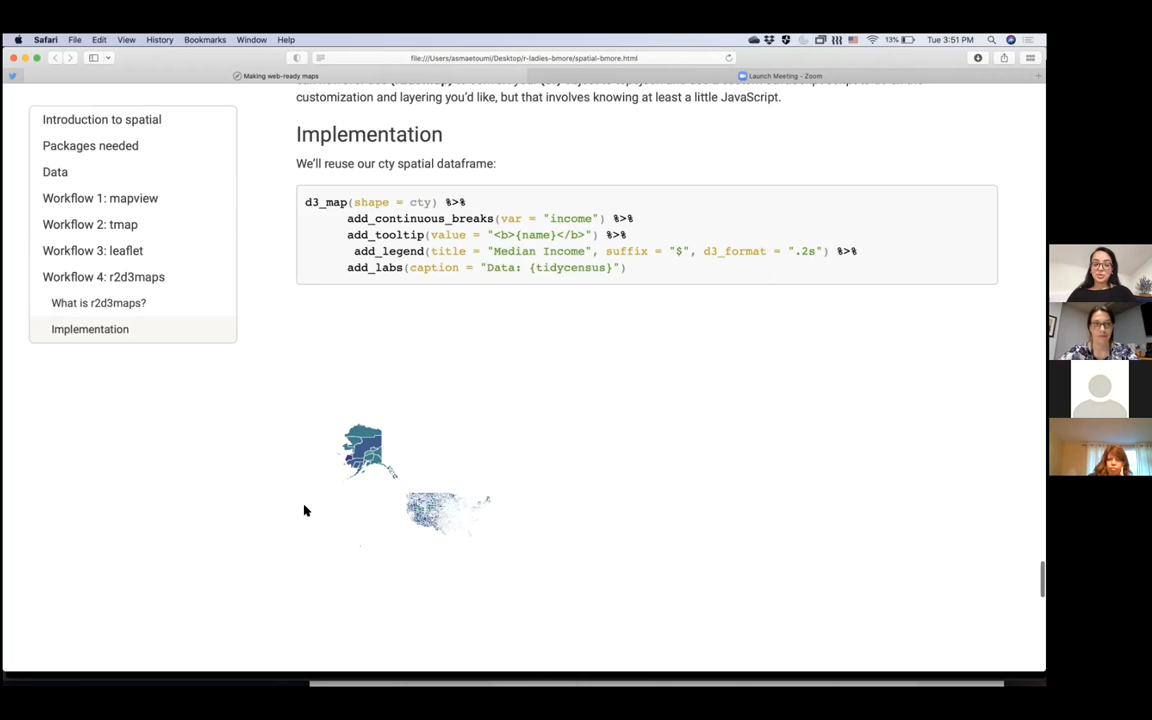 Safari File Edit View History Bookmarks Window Help 13% Tue 3:51 PM
file:///Users/asmaetoumi/Desktop/r-ladies-bmore/spatial-bmore.html
Making web-ready maps
Launch Meeting - Zoom
customization and layering you'd like, but that involves knowing at least a little JavaScript.
Introduction to spatial
Packages needed
Data
Workflow 1: mapview
Workflow 2: tmap
Workflow 3: leaflet
Workflow 4: r2d3maps
What is r2d3maps?
Implementation
Implementation
We'll reuse our cty spatial dataframe:
d3_map(shape = cty) %>%
add_continuous_breaks(var = "income") %>%
add_tooltip(value = "<b>{name}</b>") %>%
add_legend(title = "Median Income", suffix = "$", d3_format = ".2s") %>%
add_labs(caption = "Data: {tidycensus}")